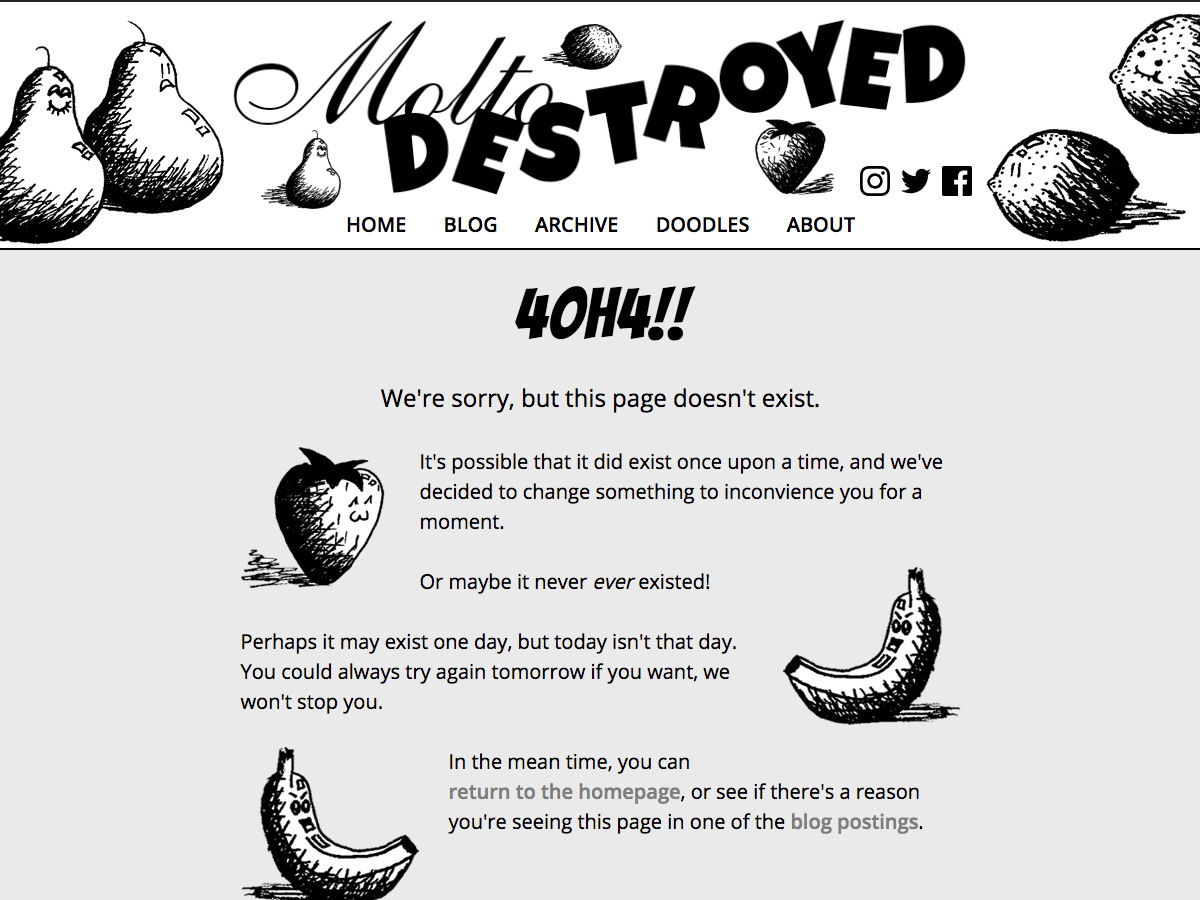 Molto
DESTROYED
HOME BLOG ARCHIVE DOODLES ABOUT
4OH4!!
We're sorry, but this page doesn't exist.
It's possible that it did exist once upon a time, and we've
decided to change something to inconvience you for a
moment.
Or maybe it never ever existed!
Perhaps it may exist one day, but today isn't that day.
You could always try again tomorrow if you want, we
won't stop you.
In the mean time, you can
return to the homepage, or see if there's a reason
you're seeing this page in one of the blog postings.